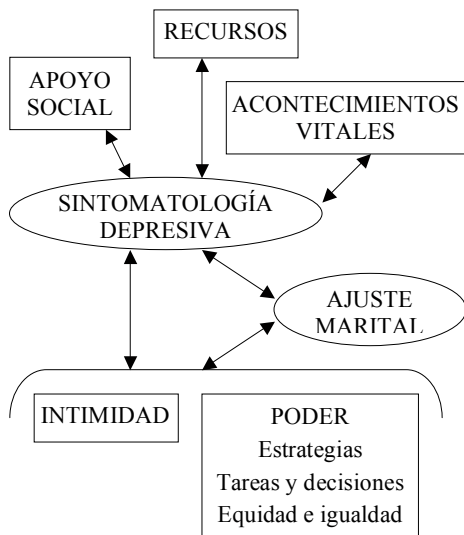 RECURSOS
APOYO
SOCIAL
ACONTECIMIENTOS
VITALES
SINTOMATOLOGÍA
DEPRESIVA
AJUSTE
MARITAL
INTIMIDAD
PODER
Estrategias
Tareas y decisiones
Equidad e igualdad